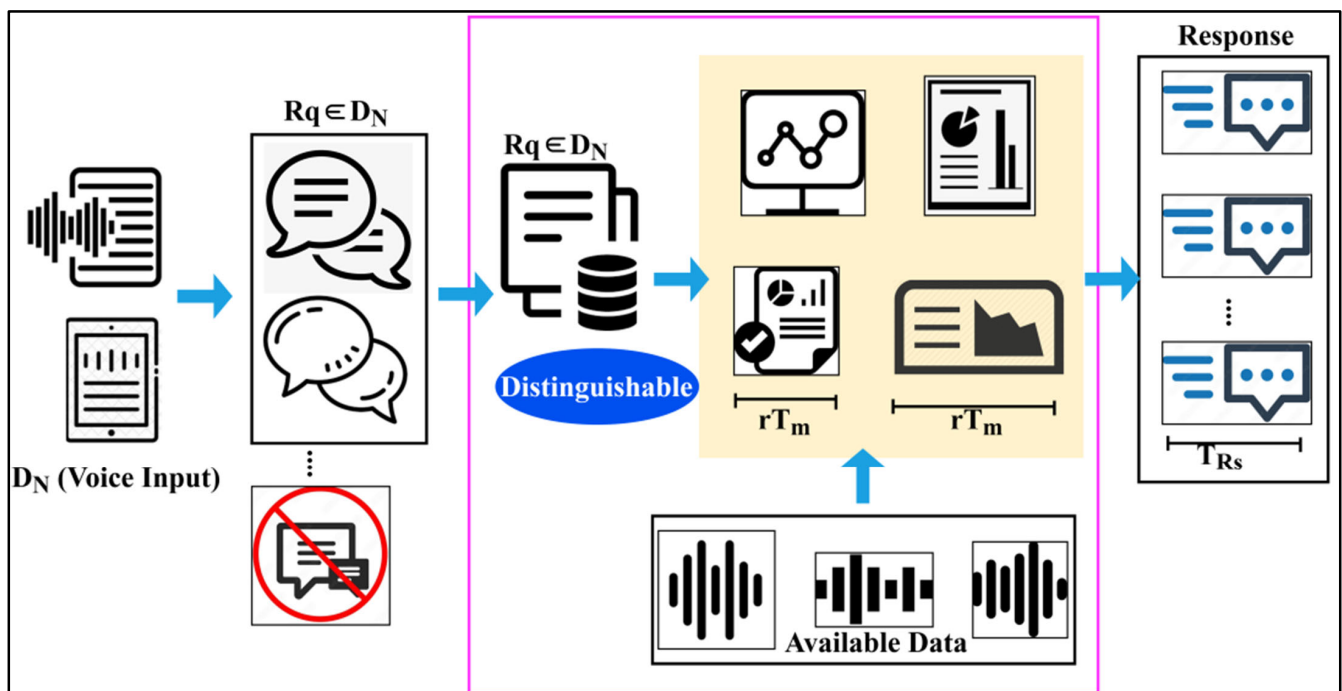 D_N (Voice Input)
Rq ∈ D_N
Rq ∈ D_N
Distinguishable
rT_m
rT_m
Available Data
Response
T_Rs